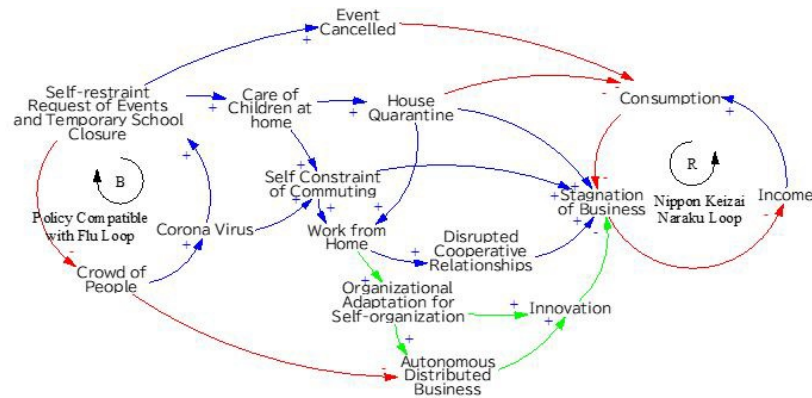 Event
Cancelled
Self-restraint
Request of Events
and Temporary School
Closure
Care of
Children at
home
House
Quarantine
Consumption
B
R
Policy Compatible
with Flu Loop
Self Constraint
of Commuting
Stagnation
of Business
Nippon Keizai
Naraku Loop
Income
Corona Virus
Work from
Home
Disrupted
Cooperative
Relationships
Crowd of
People
Organizational
Adaptation for
Self-organization
Innovation
Autonomous
Distributed
Business